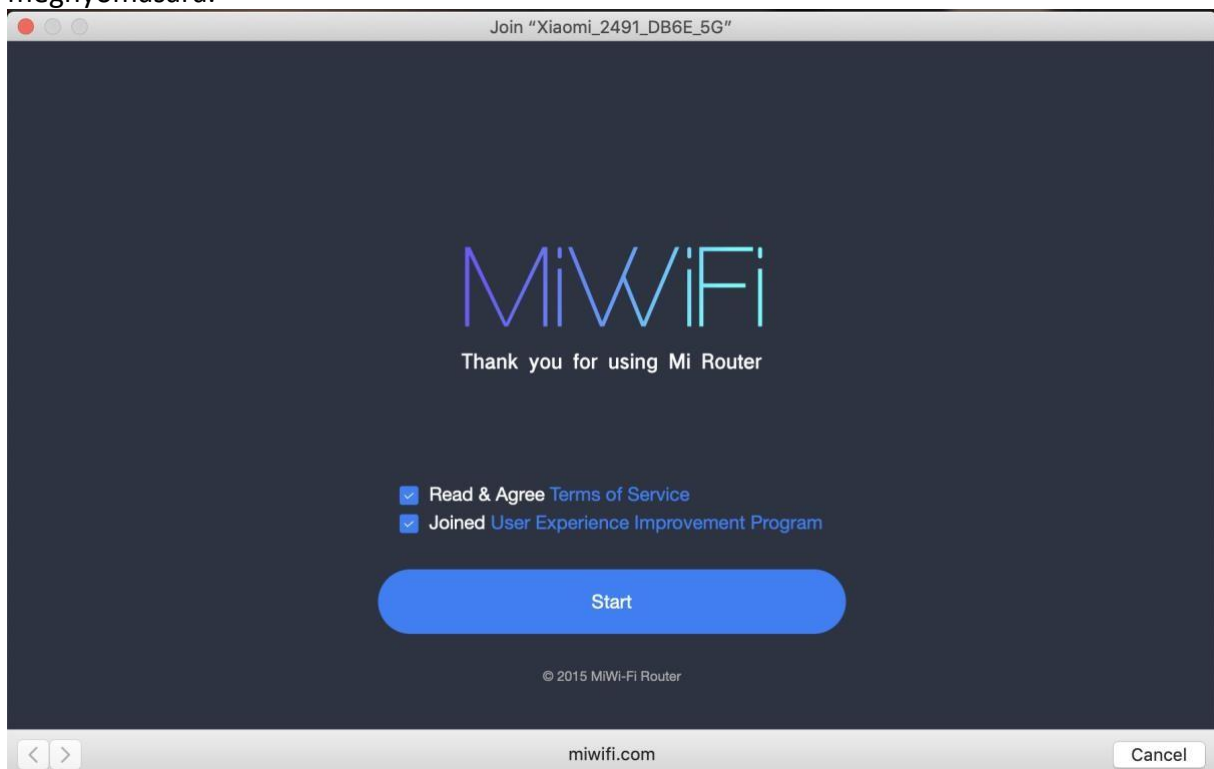 megnyomására.
Join “Xiaomi_2491_DB6E_5G”
MiWiFi
Thank you for using Mi Router
Read & Agree Terms of Service
Joined User Experience Improvement Program
Start
© 2015 MiWi-Fi Router
miwifi.com
Cancel